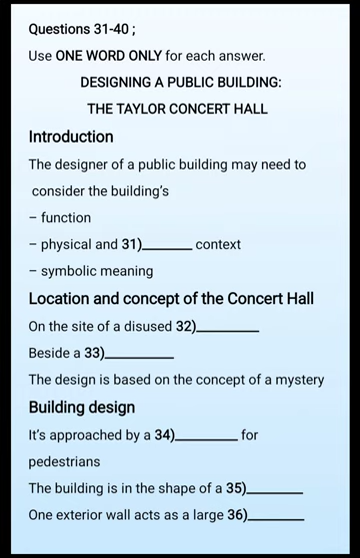 Questions 31-40 ;
Use ONE WORD ONLY for each answer.
DESIGNING A PUBLIC BUILDING:
THE TAYLOR CONCERT HALL
Introduction
The designer of a public building may need to
consider the building's
– function
– physical and 31)_______ context
– symbolic meaning
Location and concept of the Concert Hall
On the site of a disused 32)_________
Beside a 33)__________
The design is based on the concept of a mystery
Building design
It's approached by a 34)_________ for
pedestrians
The building is in the shape of a 35)________
One exterior wall acts as a large 36)________